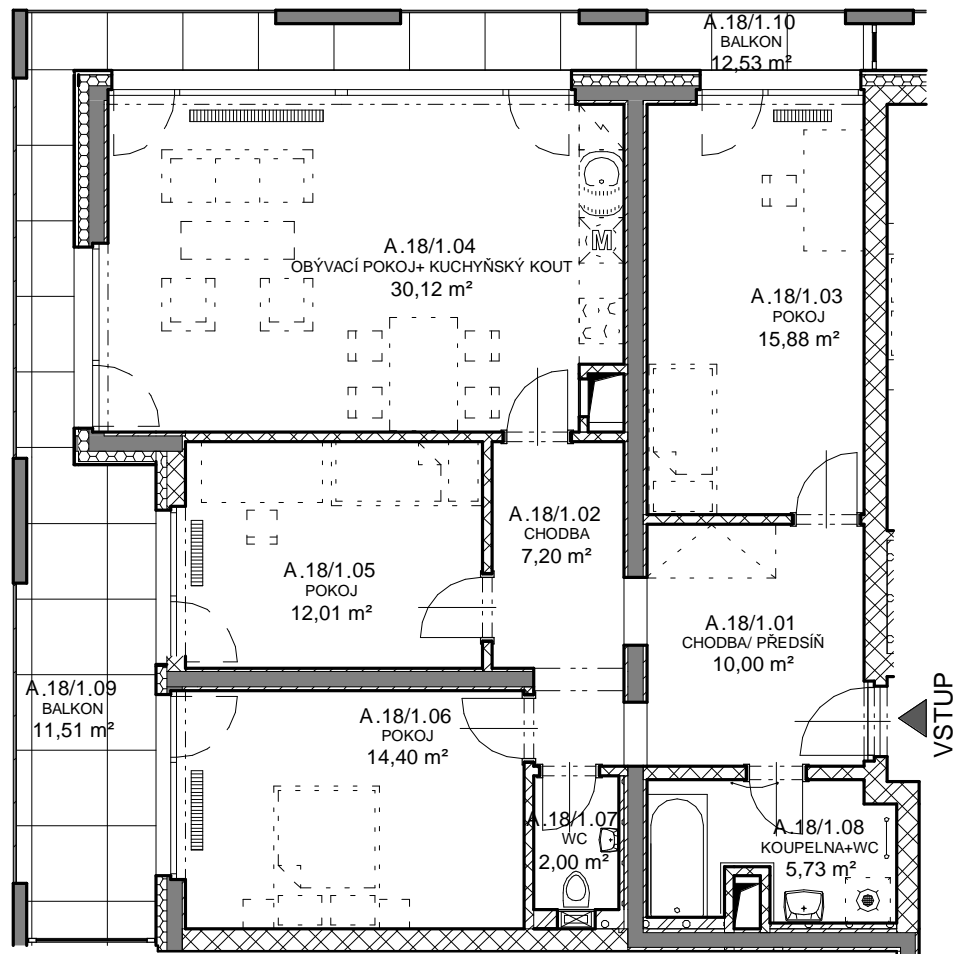 A.18/1.10
BALKON
12,53 m²
A.18/1.04
OBÝVACÍ POKOJ+ KUCHYŇSKÝ KOUT
30,12 m²
M
A.18/1.03
POKOJ
15,88 m²
A.18/1.02
CHODBA
7,20 m²
A.18/1.05
POKOJ
12,01 m²
A.18/1.01
CHODBA/ PŘEDSÍŇ
10,00 m²
A.18/1.09
BALKON
11,51 m²
A.18/1.06
POKOJ
14,40 m²
VSTUP
A.18/1.07
WC
2,00 m²
A.18/1.08
KOUPELNA+WC
5,73 m²